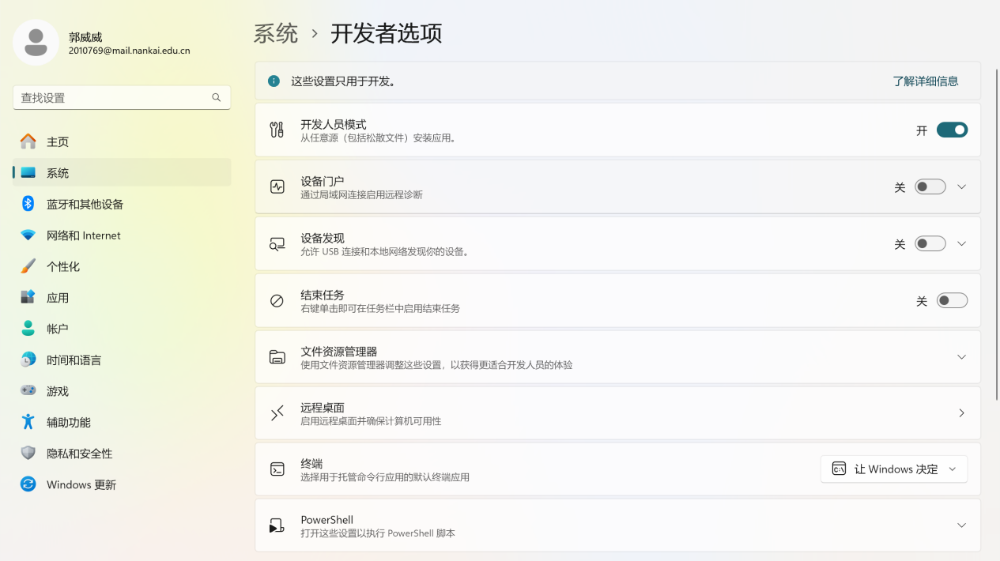 郭威威
2010769@mail.nankai.edu.cn
查找设置
主页
系统
蓝牙和其他设备
网络和 Internet
个性化
应用
帐户
时间和语言
游戏
辅助功能
隐私和安全性
Windows 更新
系统 › 开发者选项
这些设置只用于开发。
了解详细信息
开发人员模式
从任意源（包括松散文件）安装应用。
开
设备门户
通过局域网连接启用远程诊断
关
设备发现
允许 USB 连接和本地网络发现你的设备。
关
结束任务
右键单击即可在任务栏中启用结束任务
关
文件资源管理器
使用文件资源管理器调整这些设置，以获得更适合开发人员的体验
远程桌面
启用远程桌面并确保计算机可用性
终端
选择用于托管命令行应用的默认终端应用
让 Windows 决定
PowerShell
打开这些设置以执行 PowerShell 脚本